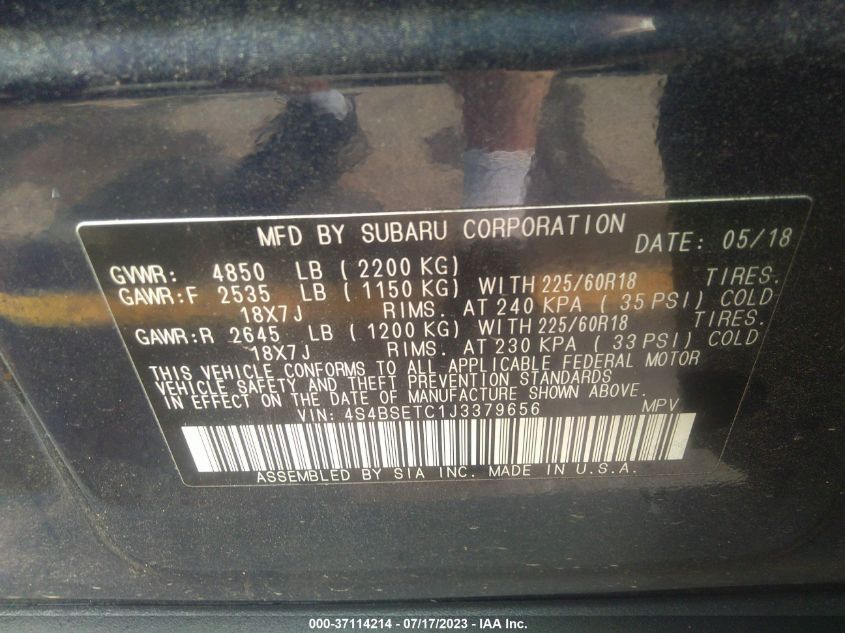 MFD BY SUBARU CORPORATION
DATE: 05/18
GVWR: 4850 LB (2200 KG)
GAWR:F 2535 LB (1150 KG) WITH 225/60R18 TIRES.
18X7J RIMS. AT 240 KPA (35 PSI) COLD
GAWR:R 2645 LB (1200 KG) WITH 225/60R18 TIRES.
18X7J RIMS. AT 230 KPA (33 PSI) COLD
THIS VEHICLE CONFORMS TO ALL APPLICABLE FEDERAL MOTOR
VEHICLE SAFETY AND THEFT PREVENTION STANDARDS
IN EFFECT ON THE DATE OF MANUFACTURE SHOWN ABOVE.
VIN: 4S4BSETC1J3379656 MPV
ASSEMBLED BY SIA INC. MADE IN U.S.A.
000-37114214 - 07/17/2023 - IAA Inc.